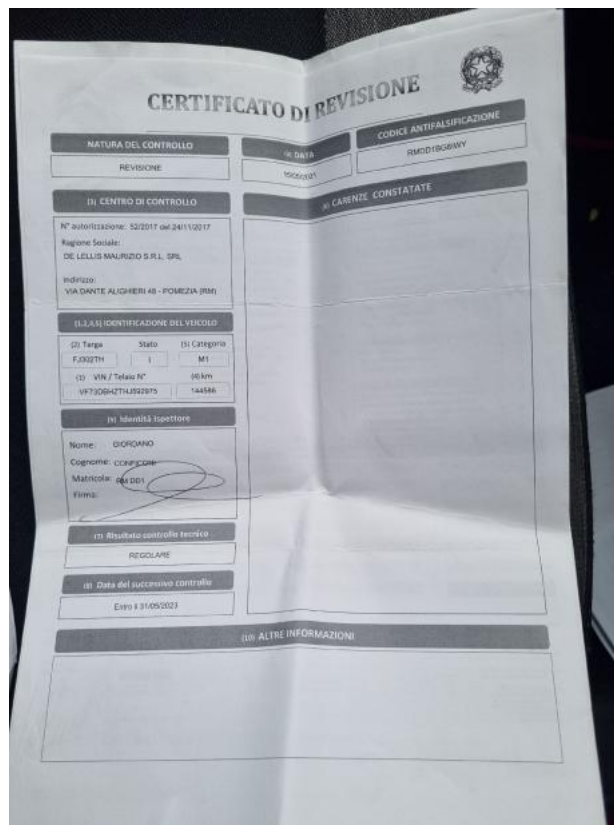 CERTIFICATO DI REVISIONE
NATURA DEL CONTROLLO
REVISIONE
DATA
CODICE ANTIFALSIFICAZIONE
(3) CENTRO DI CONTROLLO
N° autorizzazione: 52/2017 del 24/11/2017
Ragione Sociale:
DE LELLIS MAURIZIO S.R.L. SRL
Indirizzo:
VIA DANTE ALIGHIERI 48 - POMEZIA (RM)
CARENZE CONSTATATE
(1,2,4,5) IDENTIFICAZIONE DEL VEICOLO
(2) Targa Stato (5) Categoria
FJ302TH I M1
(1) VIN / Telaio N° (4) km
144586
(9) Identità Ispettore
Nome: GIORDANO
Cognome:
Matricola: RM DD1
Firma:
(7) Risultato controllo tecnico
REGOLARE
(8) Data del successivo controllo
Entro il 31/05/2023
(10) ALTRE INFORMAZIONI